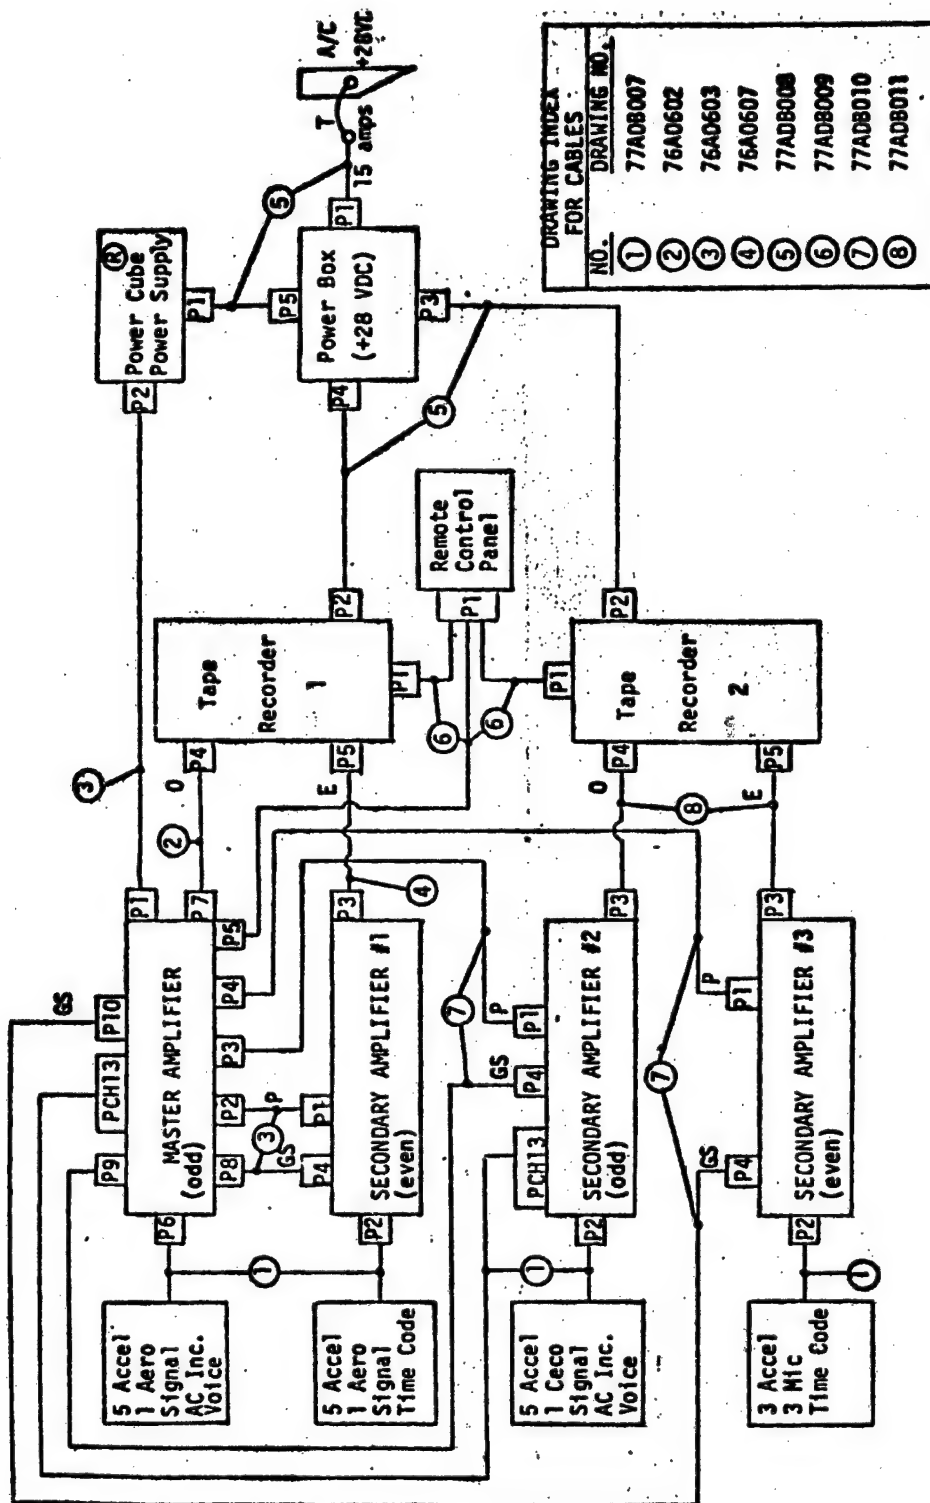 5 Accel
1 Aero
Signal
AC Inc.
Voice
P6
MASTER AMPLIFIER
(odd)
P9
PCH13
P10
GS
P8
P2
P3
P4
P5
P1
P7
3
2
O
P4
P5
E
Tape
Recorder
1
P1
P2
P2
Power Cube ®
Power Supply
P1
5
P5
Power Box
(+28 VDC)
P4
P3
P1
15 amps
T
A/C
+28VDC
5
5 Accel
1 Aero
Signal
Time Code
1
P2
GS
3
P
P4
P1
SECONDARY AMPLIFIER #1
(even)
P3
4
6
6
Remote
Control
Panel
P1
5 Accel
1 Ceco
Signal
AC Inc.
Voice
1
P2
PCH13
GS
P4
7
P
P1
SECONDARY AMPLIFIER #2
(odd)
P3
O
8
E
P4
P5
Tape
Recorder
2
P1
P2
3 Accel
3 Mic
Time Code
1
P2
GS
P4
7
P
P1
SECONDARY AMPLIFIER #3
(even)
P3
DRAWING INDEX
FOR CABLES
NO. DRAWING NO.
1 77ADB007
2 76A0602
3 76A0603
4 76A0607
5 77ADB008
6 77ADB009
7 77ADB010
8 77ADB011